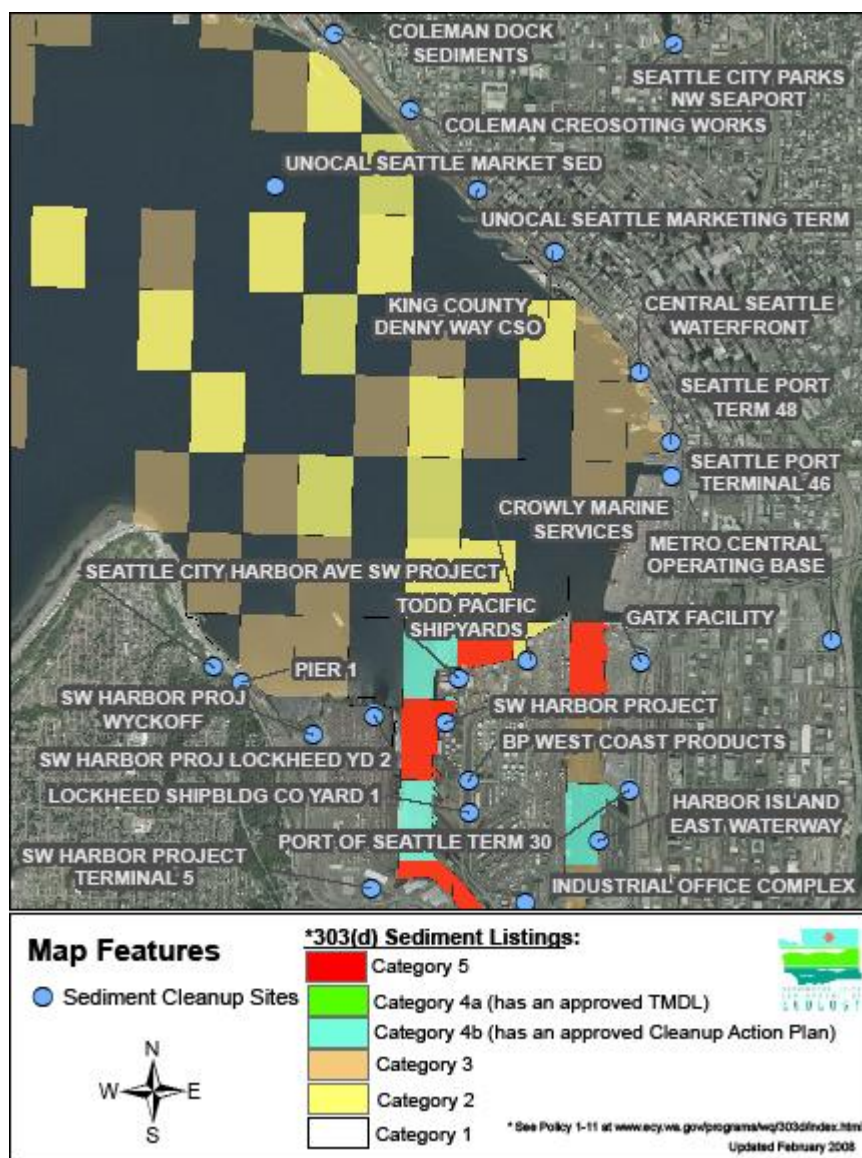 COLEMAN DOCK
SEDIMENTS
SEATTLE CITY PARKS
NW SEAPORT
COLEMAN CREOSOTING WORKS
UNOCAL SEATTLE MARKET SED
UNOCAL SEATTLE MARKETING TERM
KING COUNTY
DENNY WAY CSO
CENTRAL SEATTLE
WATERFRONT
SEATTLE PORT
TERM 48
SEATTLE PORT
TERMINAL 46
CROWLY MARINE
SERVICES
METRO CENTRAL
OPERATING BASE
SEATTLE CITY HARBOR AVE SW PROJECT
TODD PACIFIC
SHIPYARDS
GATX FACILITY
PIER 1
SW HARBOR PROJ
WYCKOFF
SW HARBOR PROJECT
BP WEST COAST PRODUCTS
SW HARBOR PROJ LOCKHEED YD 2
LOCKHEED SHIPBLDG CO YARD 1
HARBOR ISLAND
EAST WATERWAY
PORT OF SEATTLE TERM 30
SW HARBOR PROJECT
TERMINAL 5
INDUSTRIAL OFFICE COMPLEX
Map Features
Sediment Cleanup Sites
N
W E
S
*303(d) Sediment Listings:
Category 5
Category 4a (has an approved TMDL)
Category 4b (has an approved Cleanup Action Plan)
Category 3
Category 2
Category 1
ECOLOGY
* See Policy 1-11 at www.ecy.wa.gov/programs/wq/303d/index.html
Updated February 2008